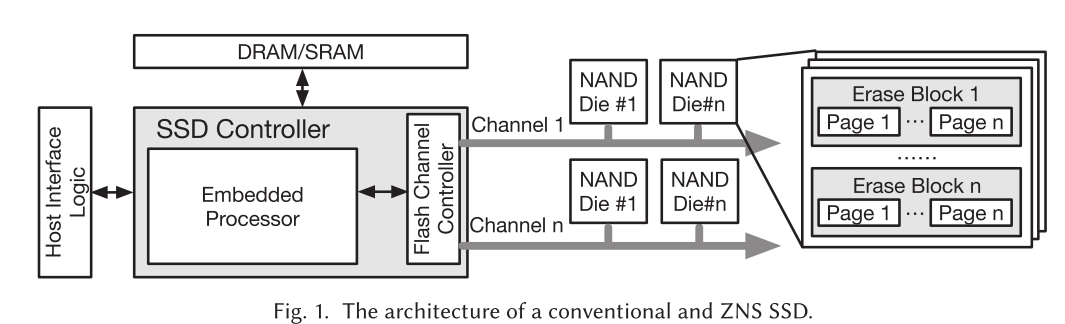 DRAM/SRAM
Host Interface
Logic
SSD Controller
Embedded
Processor
Flash Channel
Controller
Channel 1
NAND
Die #1
NAND
Die#n
Channel n
NAND
Die #1
NAND
Die#n
Erase Block 1
Page 1 ··· Page n
······
Erase Block n
Page 1 ··· Page n
Fig. 1. The architecture of a conventional and ZNS SSD.